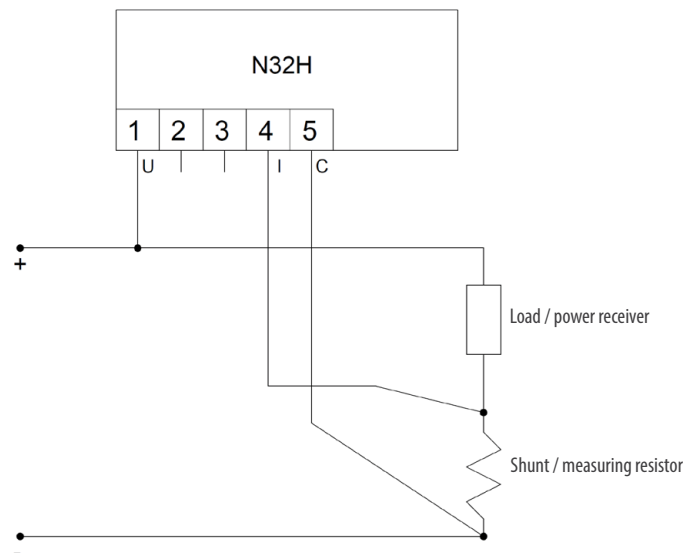 N32H
1 2 3 4 5
U I C
+
Load / power receiver
Shunt / measuring resistor
-